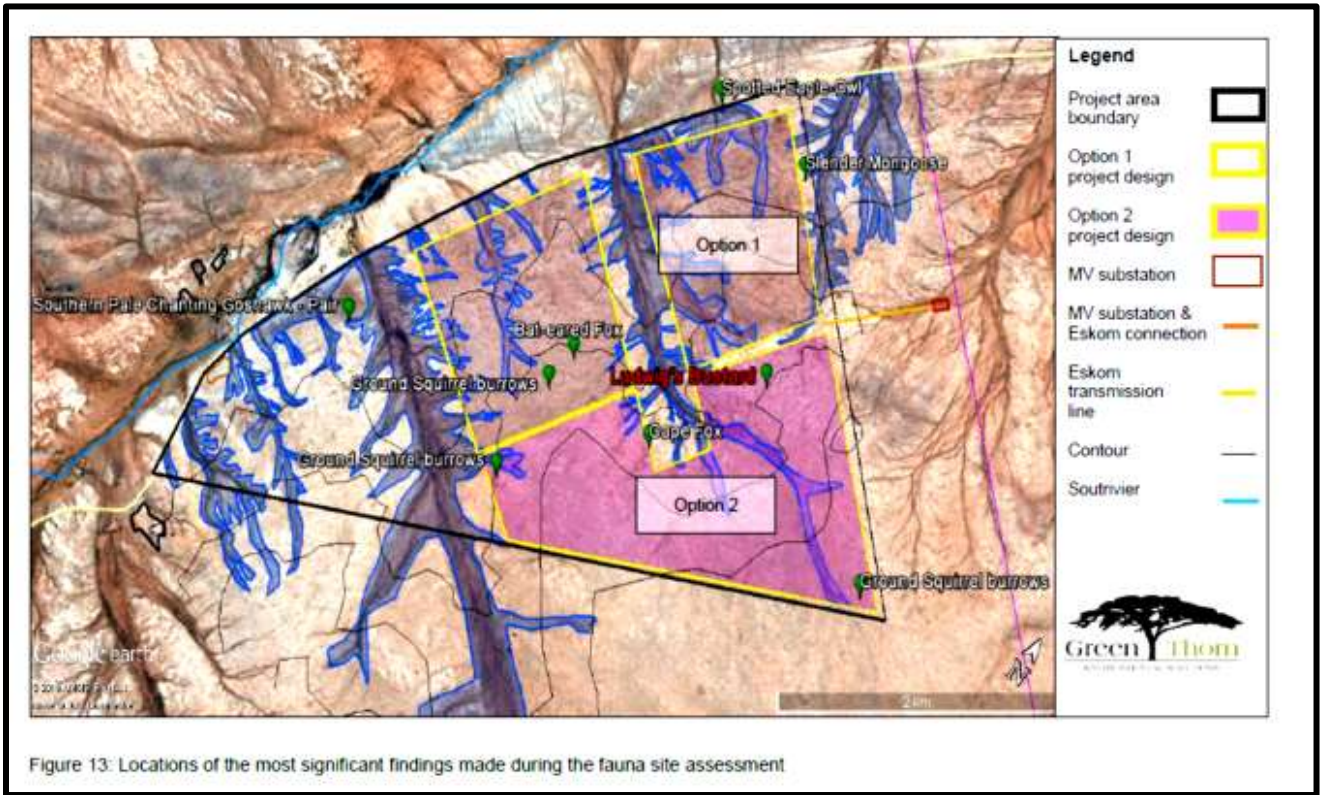 Spotted Eagle-Owl
Slender Mongoose
Option 1
Southern Pale Chanting Goshawk - Pair
Bat-eared Fox
Ground Squirrel burrows
Ludwig's Bustard
Cape Fox
Ground Squirrel burrows
Option 2
Ground Squirrel burrows
Google earth
2 km
Legend
Project area
boundary
Option 1
project design
Option 2
project design
MV substation
MV substation &
Eskom connection
Eskom
transmission
line
Contour
Soutrivier
Green Thorn
Figure 13: Locations of the most significant findings made during the fauna site assessment